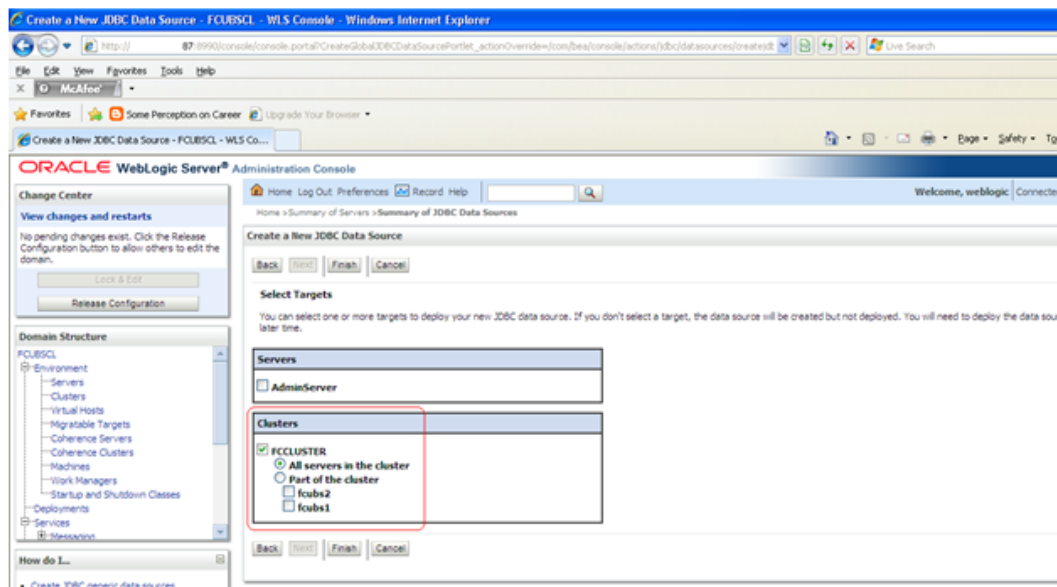 Create a New JDBC Data Source - FCUBSCL - WLS Console - Windows Internet Explorer
http:// 87:8990/console/console.portal?CreateGlobalJDBCDataSourcePortlet_actionOverride=/com/bea/console/actions/jdbc/datasources/createjdt Live Search
File Edit View Favorites Tools Help
X McAfee
Favorites Some Perception on Career Upgrade Your Browser
Create a New JDBC Data Source - FCUBSCL - WLS Co...
Page Safety To
ORACLE WebLogic Server® Administration Console
Change Center
View changes and restarts
No pending changes exist. Click the Release
Configuration button to allow others to edit the
domain.
Lock & Edit
Release Configuration
Domain Structure
FCUBSCL
Environment
Servers
Clusters
Virtual Hosts
Migratable Targets
Coherence Servers
Coherence Clusters
Machines
Work Managers
Startup and Shutdown Classes
Deployments
Services
Messaging
How do I...
Create JDBC generic data sources
Home Log Out Preferences Record Help
Welcome, weblogic Connecte
Home >Summary of Servers >Summary of JDBC Data Sources
Create a New JDBC Data Source
Back Next Finish Cancel
Select Targets
You can select one or more targets to deploy your new JDBC data source. If you don't select a target, the data source will be created but not deployed. You will need to deploy the data sou
later time.
Servers
AdminServer
Clusters
FCCLUSTER
All servers in the cluster
Part of the cluster
fcubs2
fcubs1
Back Next Finish Cancel